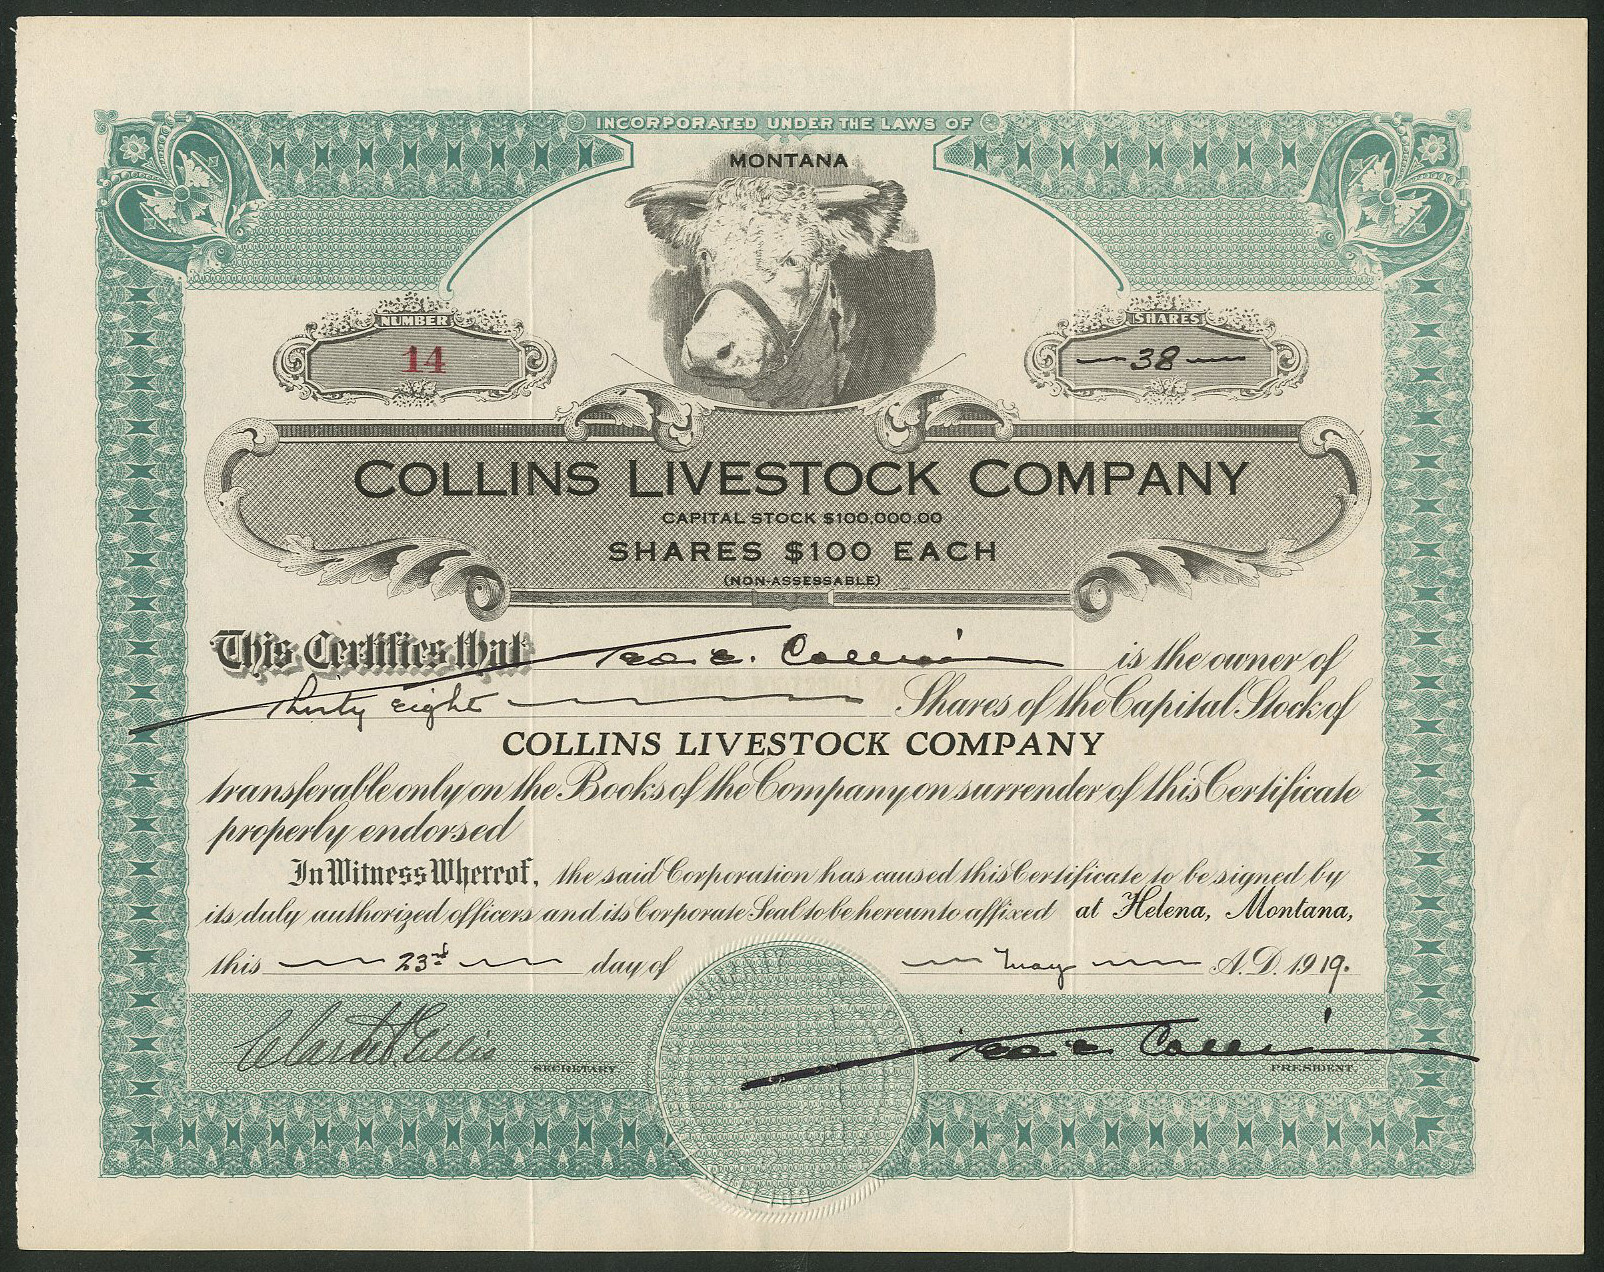 INCORPORATED UNDER THE LAWS OF
MONTANA
NUMBER
14
SHARES
38
COLLINS LIVESTOCK COMPANY
CAPITAL STOCK $100,000.00
SHARES $100 EACH
(NON-ASSESSABLE)
This Certifies that Collins is the owner of
Thirty eight Shares of the Capital Stock of
COLLINS LIVESTOCK COMPANY
transferable only on the Books of the Company on surrender of this Certificate
properly endorsed
In Witness Whereof, the said Corporation has caused this Certificate to be signed by
its duly authorized officers and its Corporate Seal to be hereunto affixed at Helena, Montana,
this 23rd day of May A.D. 1919.
Collins
SECRETARY
PRESIDENT